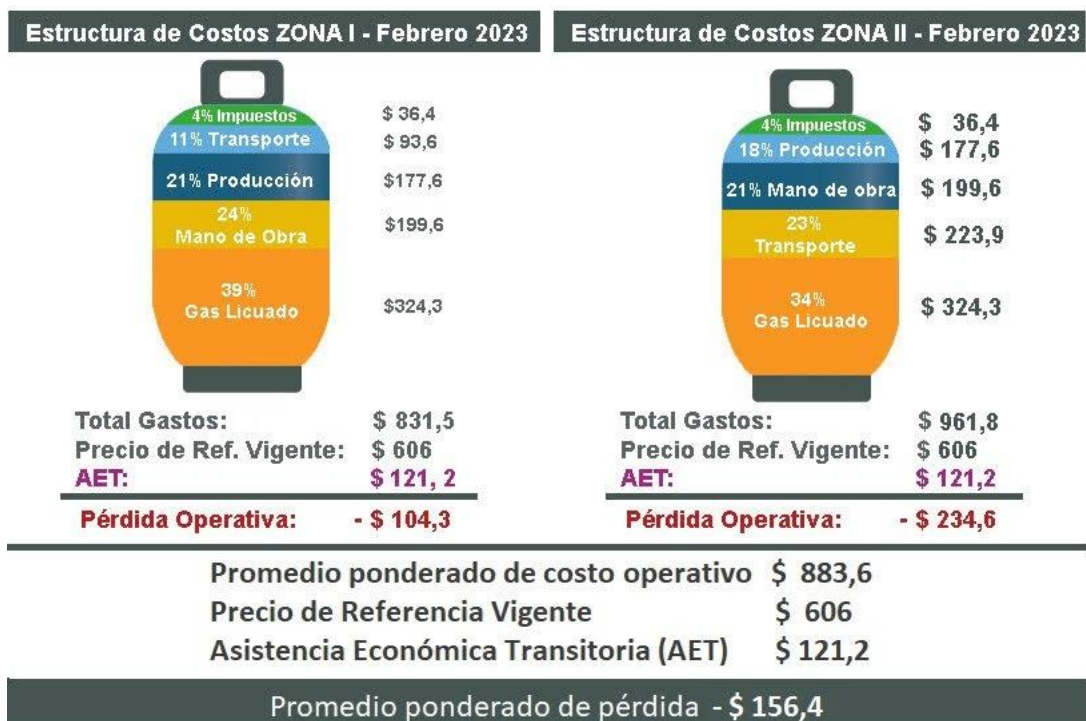 Estructura de Costos ZONA I - Febrero 2023
4% Impuestos $ 36,4
11% Transporte $ 93,6
21% Producción $177,6
24%
Mano de Obra $199,6
39%
Gas Licuado $324,3
Total Gastos: $ 831,5
Precio de Ref. Vigente: $ 606
AET: $ 121, 2
Pérdida Operativa: - $ 104,3
Estructura de Costos ZONA II - Febrero 2023
4% Impuestos $ 36,4
18% Producción $ 177,6
21% Mano de obra $ 199,6
23%
Transporte $ 223,9
34%
Gas Licuado $ 324,3
Total Gastos: $ 961,8
Precio de Ref. Vigente: $ 606
AET: $ 121,2
Pérdida Operativa: - $ 234,6
Promedio ponderado de costo operativo $ 883,6
Precio de Referencia Vigente $ 606
Asistencia Económica Transitoria (AET) $ 121,2
Promedio ponderado de pérdida - $ 156,4